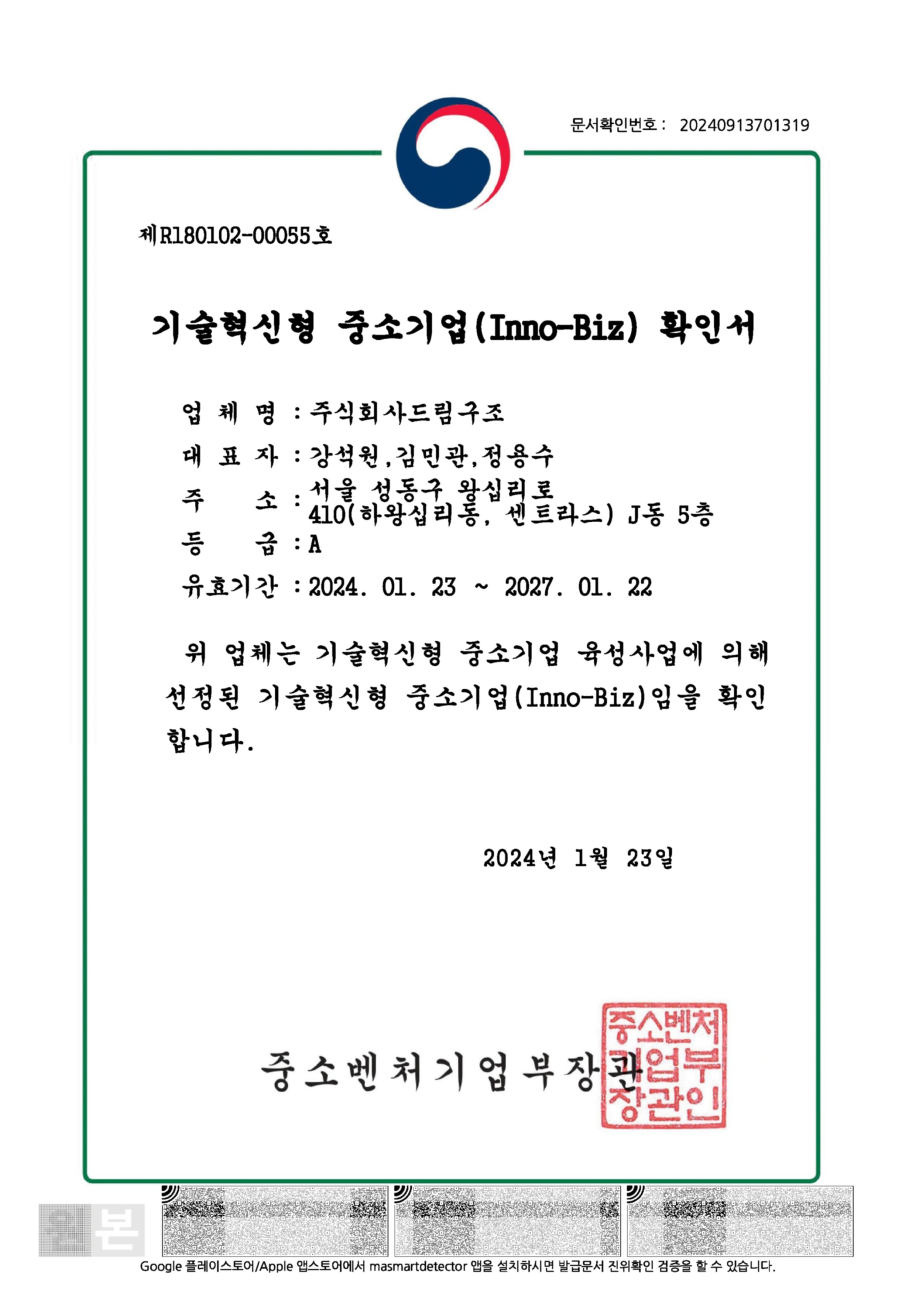 문서확인번호 : 20240913701319
제R180102-00055호
기술혁신형 중소기업(Inno-Biz) 확인서
업 체 명 : 주식회사드림구조
대 표 자 : 강석원,김민관,정용수
주 소 : 서울 성동구 왕십리로
410(하왕십리동, 센트라스) J동 5층
등 급 : A
유효기간 : 2024. 01. 23 ~ 2027. 01. 22
위 업체는 기술혁신형 중소기업 육성사업에 의해
선정된 기술혁신형 중소기업(Inno-Biz)임을 확인
합니다.
2024년 1월 23일
중소벤처기업부장관
중소벤처
기업부
장관인
원본
Google 플레이스토어/Apple 앱스토어에서 masmartdetector 앱을 설치하시면 발급문서 진위확인 검증을 할 수 있습니다.